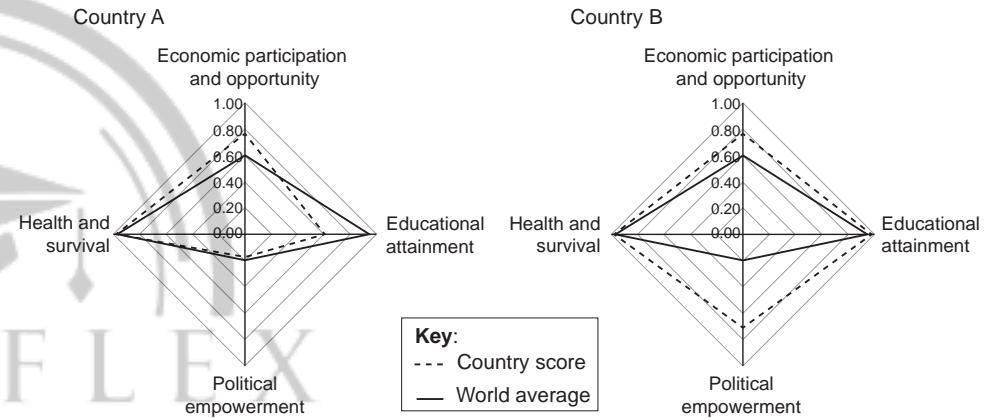 Country A
Economic participation
and opportunity
1.00
0.80
0.60
0.40
0.20
0.00
Health and
survival
Educational
attainment
Political
empowerment
Country B
Economic participation
and opportunity
1.00
0.80
0.60
0.40
0.20
0.00
Health and
survival
Educational
attainment
Political
empowerment
Key:
Country score
World average
FLEX